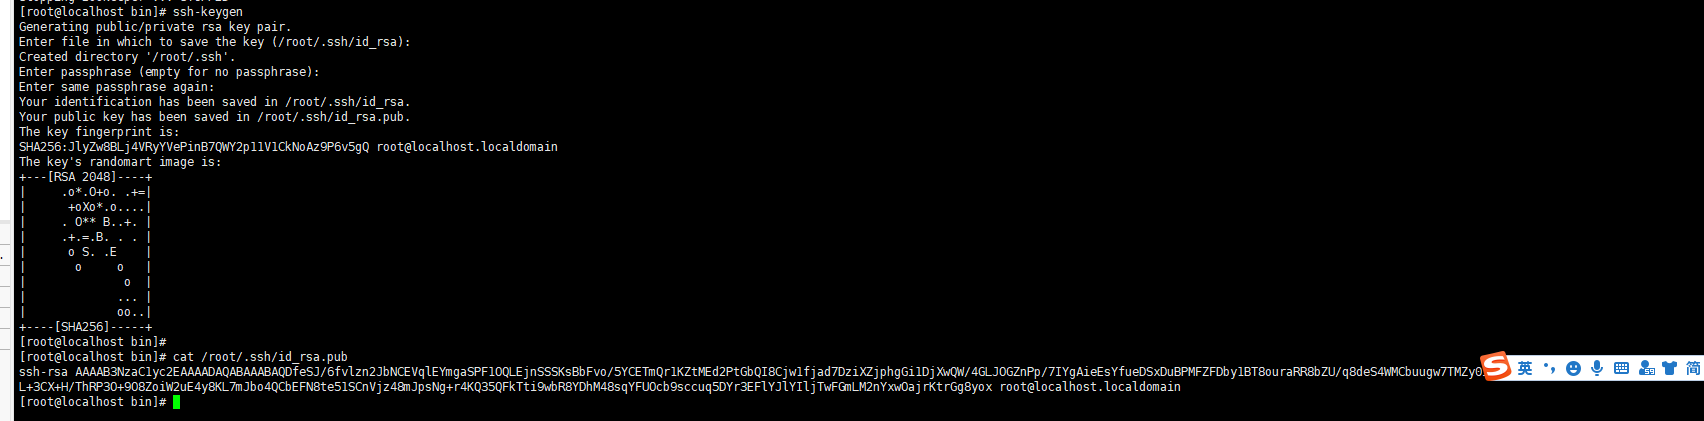 [root@localhost bin]# ssh-keygen
Generating public/private rsa key pair.
Enter file in which to save the key (/root/.ssh/id_rsa):
Created directory '/root/.ssh'.
Enter passphrase (empty for no passphrase):
Enter same passphrase again:
Your identification has been saved in /root/.ssh/id_rsa.
Your public key has been saved in /root/.ssh/id_rsa.pub.
The key fingerprint is:
SHA256:JlyZw8BLj4VRyYVePinB7QWY2p11V1CkNoAz9P6v5gQ root@localhost.localdomain
The key's randomart image is:
+---[RSA 2048]----+
|     .o*.O+o. .+=|
|      +oXo*.o....|
|     . O** B..+. |
|     .+.=.B. . . |
|      o S. .E    |
|       o     o   |
|              o  |
|             ... |
|             oo..|
+----[SHA256]-----+
[root@localhost bin]#
[root@localhost bin]# cat /root/.ssh/id_rsa.pub
ssh-rsa AAAAB3NzaC1yc2EAAAADAQABAAABAQDfeSJ/6fvlzn2JbNCEVqlEYmgaSPF1OQLEjnSSSKsBbFvo/5YCETmQr1KZtMEd2PtGbQI8Cjw1fjad7DziXZjphgGi1DjXwQW/4GLJOGZnPp/7IYgAieEsYfueDSxDuBPMFZFDby1BT8ouraRR8bZU/q8deS4WMCbuugw7TMZy0
L+3CX+H/ThRP3O+9O8ZoiW2uE4y8KL7mJbo4QCbEFN8te51SCnVjz48mJpsNg+r4KQ35QFkTti9wbR8YDhM48sqYFUOcb9sccuq5DYr3EFlYJlYIljTwFGmLM2nYxwOajrKtrGg8yox root@localhost.localdomain
[root@localhost bin]#
英
简